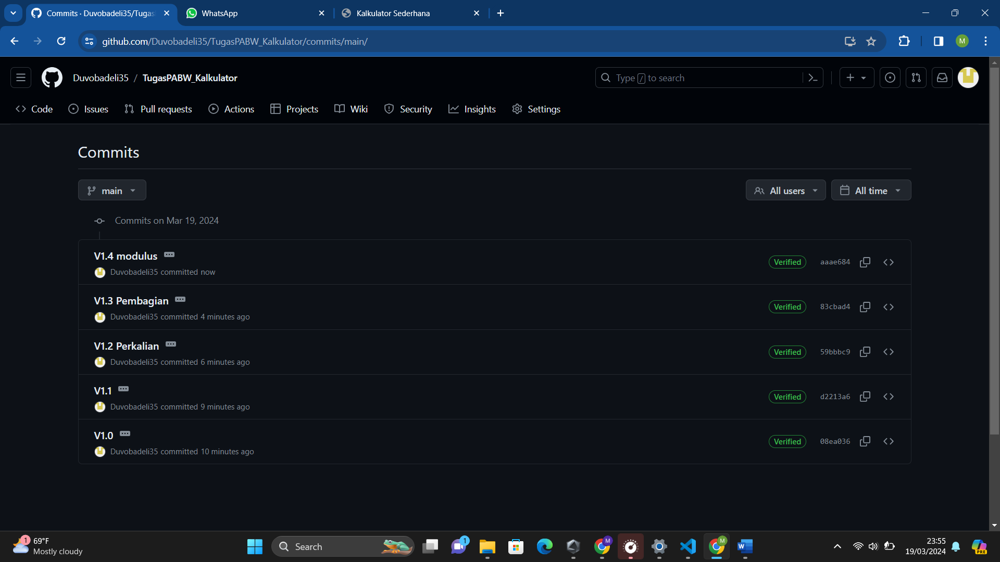 Commits · Duvobadeli35/Tugas
WhatsApp
Kalkulator Sederhana
github.com/Duvobadeli35/TugasPABW_Kalkulator/commits/main/
M
Duvobadeli35 / TugasPABW_Kalkulator
Type / to search
Code
Issues
Pull requests
Actions
Projects
Wiki
Security
Insights
Settings
Commits
main
All users
All time
Commits on Mar 19, 2024
V1.4 modulus
Duvobadeli35 committed now
Verified
aaae684
V1.3 Pembagian
Duvobadeli35 committed 4 minutes ago
Verified
83cbad4
V1.2 Perkalian
Duvobadeli35 committed 6 minutes ago
Verified
59bbbc9
V1.1
Duvobadeli35 committed 9 minutes ago
Verified
d2213a6
V1.0
Duvobadeli35 committed 10 minutes ago
Verified
08ea036
1
69°F
Mostly cloudy
Search
1
M
M
W
23:55
19/03/2024
PRE